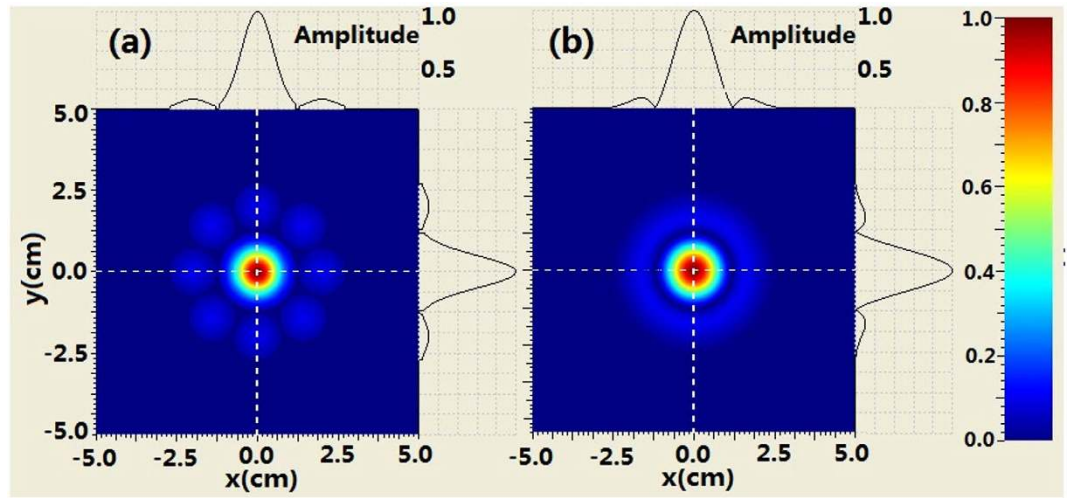 (a) Amplitude 1.0 (b) Amplitude 1.0 1.0
0.5 0.5
5.0 0.8
2.5 0.6
y(cm) 0.0 0.4
-2.5 0.2
-5.0 0.0
-5.0 -2.5 0.0 2.5 5.0 -5.0 -2.5 0.0 2.5 5.0
x(cm) x(cm)